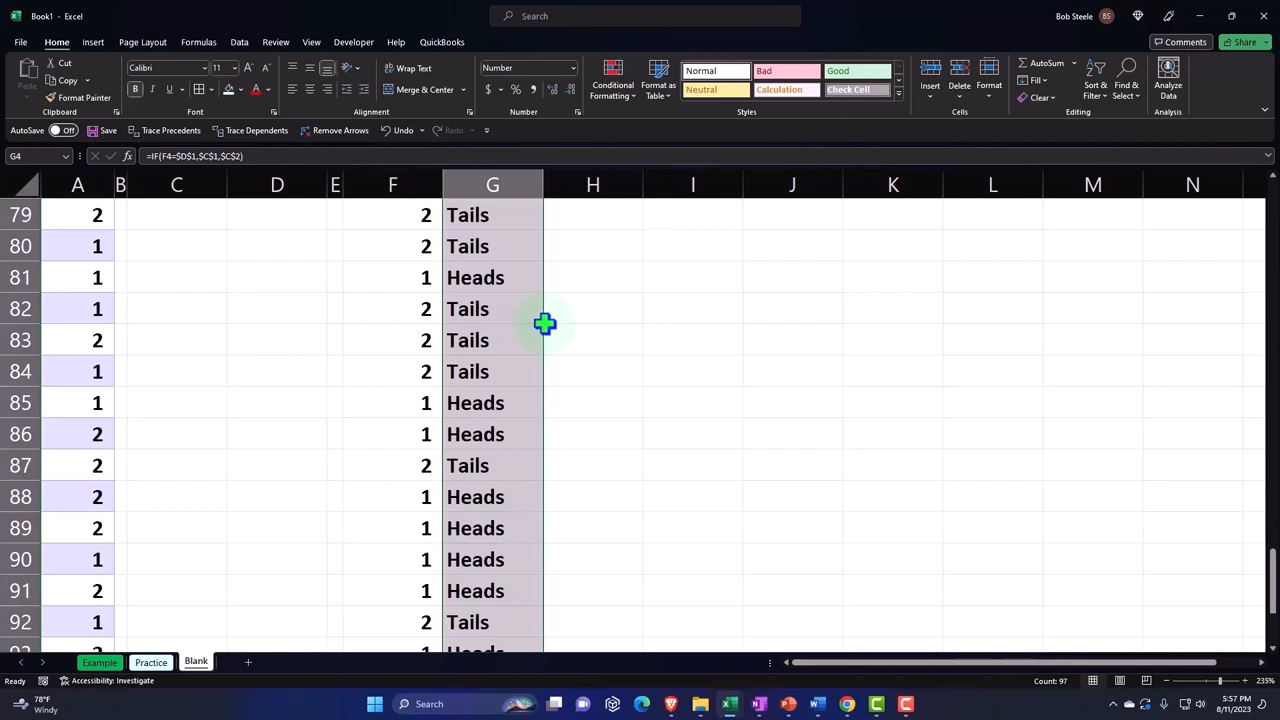 Book1 - Excel
Search
Bob Steele
BS
File
Home
Insert
Page Layout
Formulas
Data
Review
View
Developer
Help
QuickBooks
Comments
Share
Paste
Cut
Copy
Format Painter
Clipboard
Calibri
11
Font
Wrap Text
Merge & Center
Alignment
Number
Number
Conditional Formatting
Format as Table
Normal
Bad
Good
Neutral
Calculation
Check Cell
Styles
Insert
Delete
Format
Cells
AutoSum
Fill
Clear
Sort & Filter
Find & Select
Editing
Analyze Data
Analysis
AutoSave Off Save Trace Precedents Trace Dependents Remove Arrows Undo Redo
G4 fx =IF(F4=$D$1,$C$1,$C$2)
A B C D E F G H I J K L M N
79 2 2 Tails
80 1 2 Tails
81 1 1 Heads
82 1 2 Tails
83 2 2 Tails
84 1 2 Tails
85 1 1 Heads
86 2 1 Heads
87 2 2 Tails
88 2 1 Heads
89 2 1 Heads
90 1 1 Heads
91 2 1 Heads
92 1 2 Tails
Example Practice Blank
Ready Accessibility: Investigate Count: 97 235%
78°F
Windy
Search
5:57 PM
8/11/2023